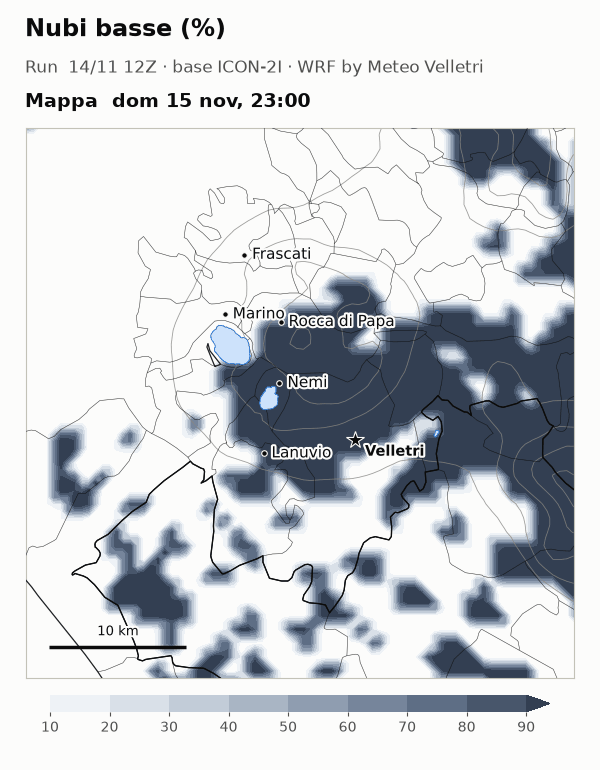 Nubi basse (%)
Run  14/11 12Z · base ICON-2I · WRF by Meteo Velletri
Mappa  dom 15 nov, 23:00
Frascati
Marino
Rocca di Papa
Nemi
Velletri
Lanuvio
10 km
10 20 30 40 50 60 70 80 90